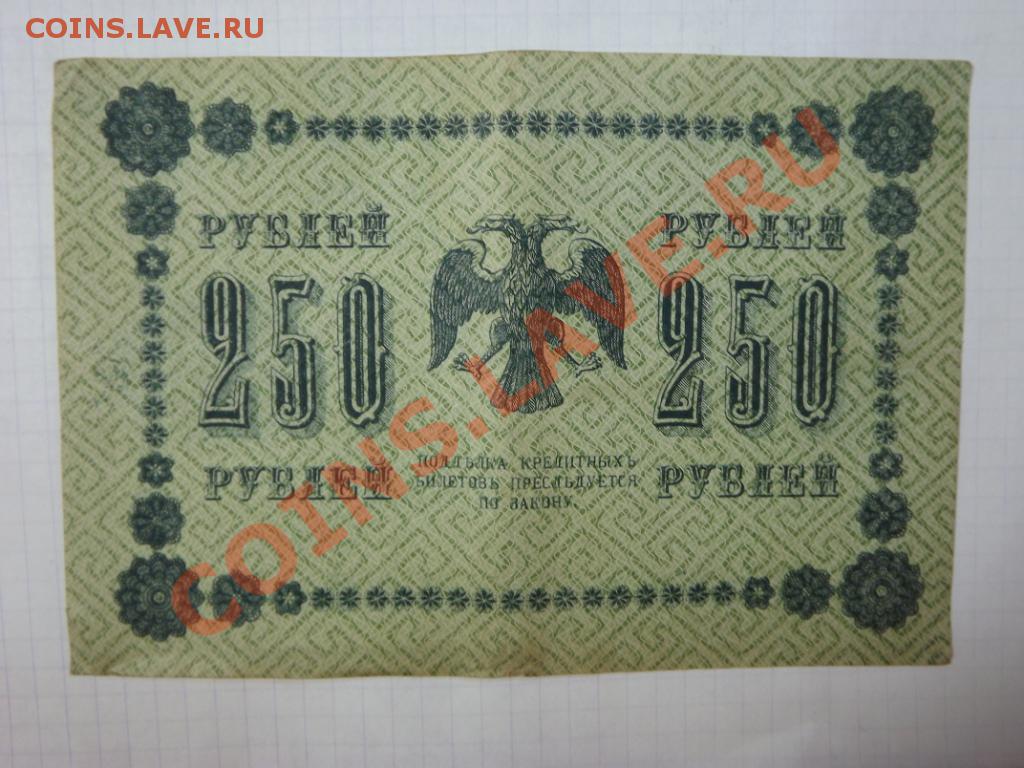 COINS.LAVE.RU
РУБЛЕЙ РУБЛЕЙ
250 250
РУБЛЕЙ РУБЛЕЙ
ПОДДѢЛКА КРЕДИТНЫХЪ
БИЛЕТОВЪ ПРЕСЛѢДУЕТСЯ
ПО ЗАКОНУ.
COINS.LAVE.RU